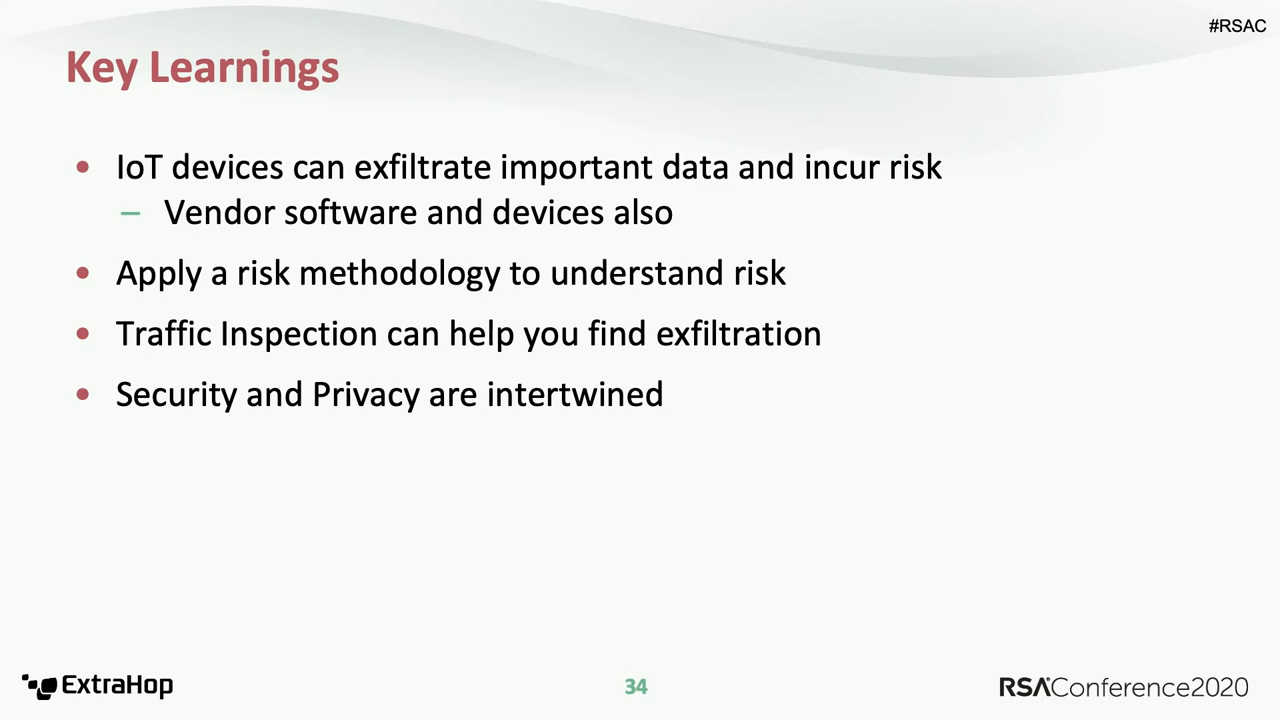 #RSAC
Key Learnings
• IoT devices can exfiltrate important data and incur risk
– Vendor software and devices also
• Apply a risk methodology to understand risk
• Traffic Inspection can help you find exfiltration
• Security and Privacy are intertwined
ExtraHop
34
RSAConference2020